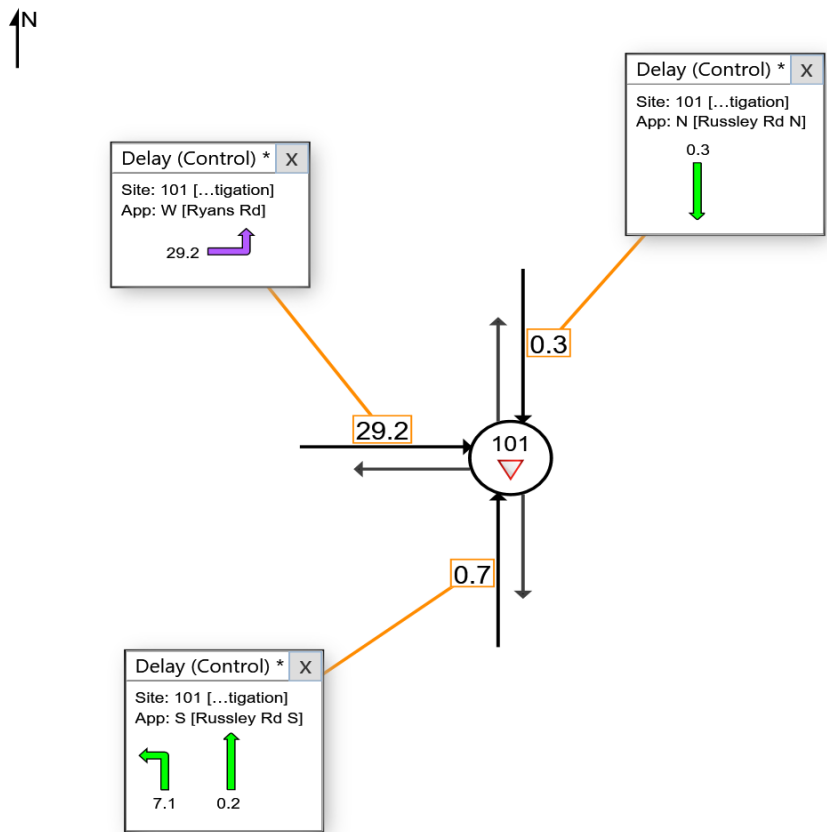 N
Delay (Control) * X
Site: 101 […tigation]
App: N [Russley Rd N]
0.3
Delay (Control) * X
Site: 101 […tigation]
App: W [Ryans Rd]
29.2
0.3
29.2
101
0.7
Delay (Control) * X
Site: 101 […tigation]
App: S [Russley Rd S]
7.1 0.2